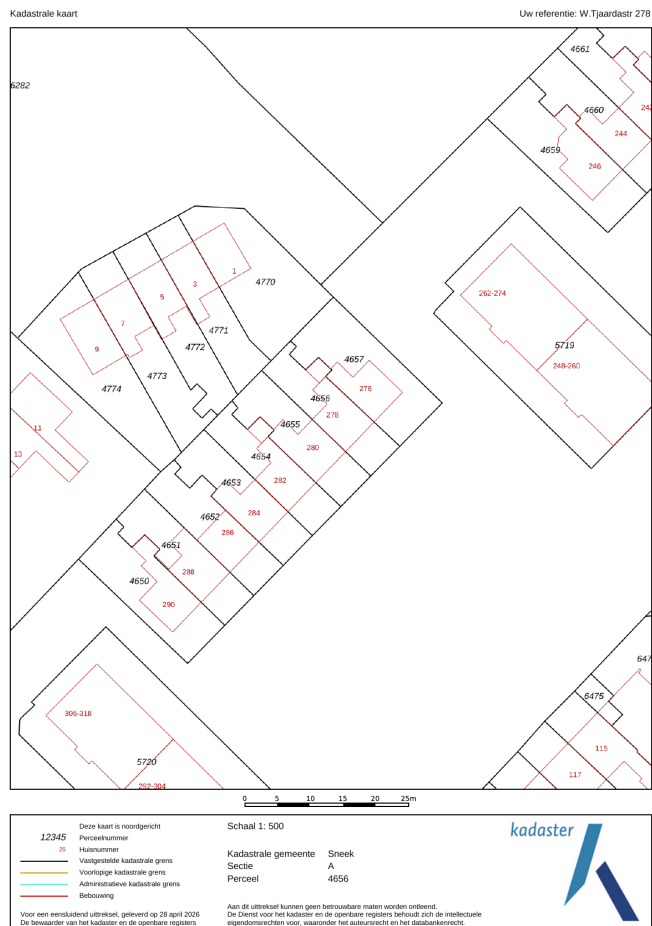 Kadastrale kaart
Uw referentie: W.Tjaardastr 278
4661
6282
242
4660
244
4659
246
1
4770
3
262-274
5
4771
7
5719
4772
9
4657
248-260
4773
276
4774
4656
278
4655
11
280
13
4654
282
4653
284
4652
286
4651
288
4650
290
647
6475
306-318
115
5720
117
292-304
0 5 10 15 20 25m
Deze kaart is noordgericht
12345 Perceelnummer
25 Huisnummer
Vastgestelde kadastrale grens
Voorlopige kadastrale grens
Administratieve kadastrale grens
Bebouwing
Voor een eensluidend uittreksel, geleverd op 28 april 2026
De bewaarder van het kadaster en de openbare registers
Schaal 1: 500
Kadastrale gemeente Sneek
Sectie A
Perceel 4656
Aan dit uittreksel kunnen geen betrouwbare maten worden ontleend.
De Dienst voor het kadaster en de openbare registers behoudt zich de intellectuele
eigendomsrechten voor, waaronder het auteursrecht en het databankenrecht.
kadaster